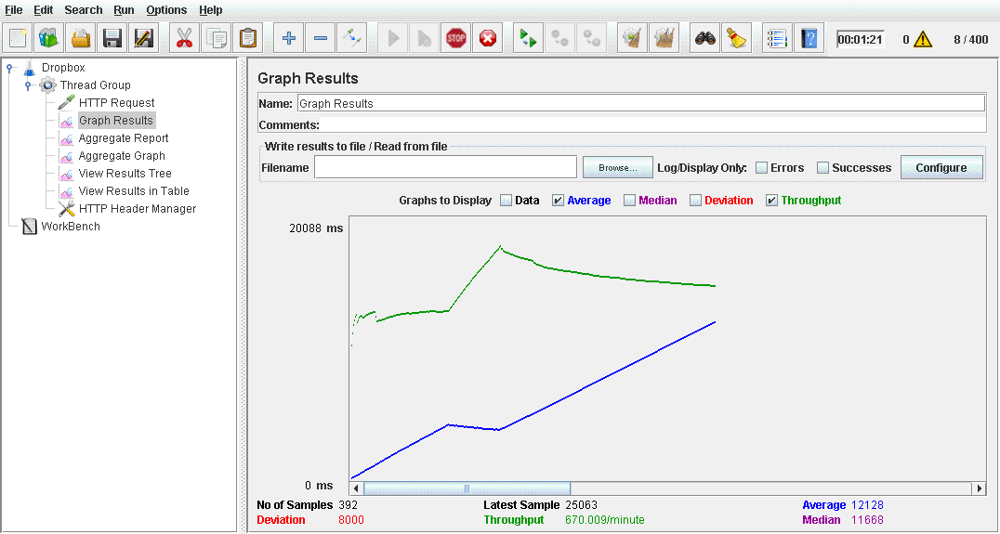 File Edit Search Run Options Help
STOP 00:01:21 0 8 / 400
Dropbox
Thread Group
HTTP Request
Graph Results
Aggregate Report
Aggregate Graph
View Results Tree
View Results in Table
HTTP Header Manager
WorkBench
Graph Results
Name: Graph Results
Comments:
Write results to file / Read from file
Filename Browse... Log/Display Only: Errors Successes Configure
Graphs to Display Data Average Median Deviation Throughput
20088 ms
0 ms
No of Samples 392 Latest Sample 25063 Average 12128
Deviation 8000 Throughput 670.009/minute Median 11668